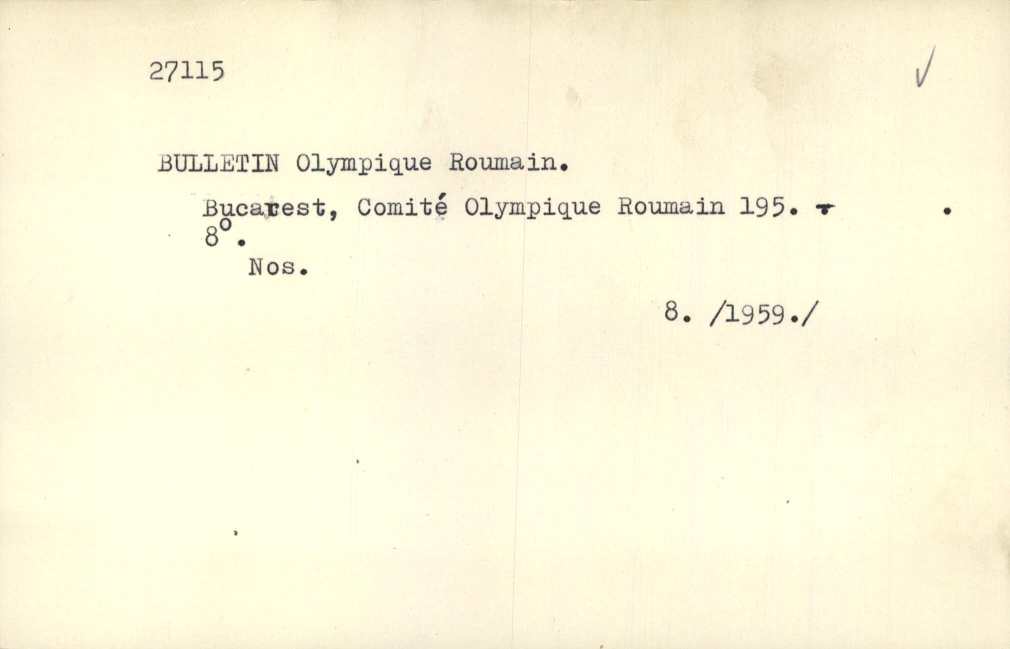 27115 ✓
BULLETIN Olympique Roumain.
Bucarest, Comité Olympique Roumain 195. - .
8°.
Nos.
8. /1959./